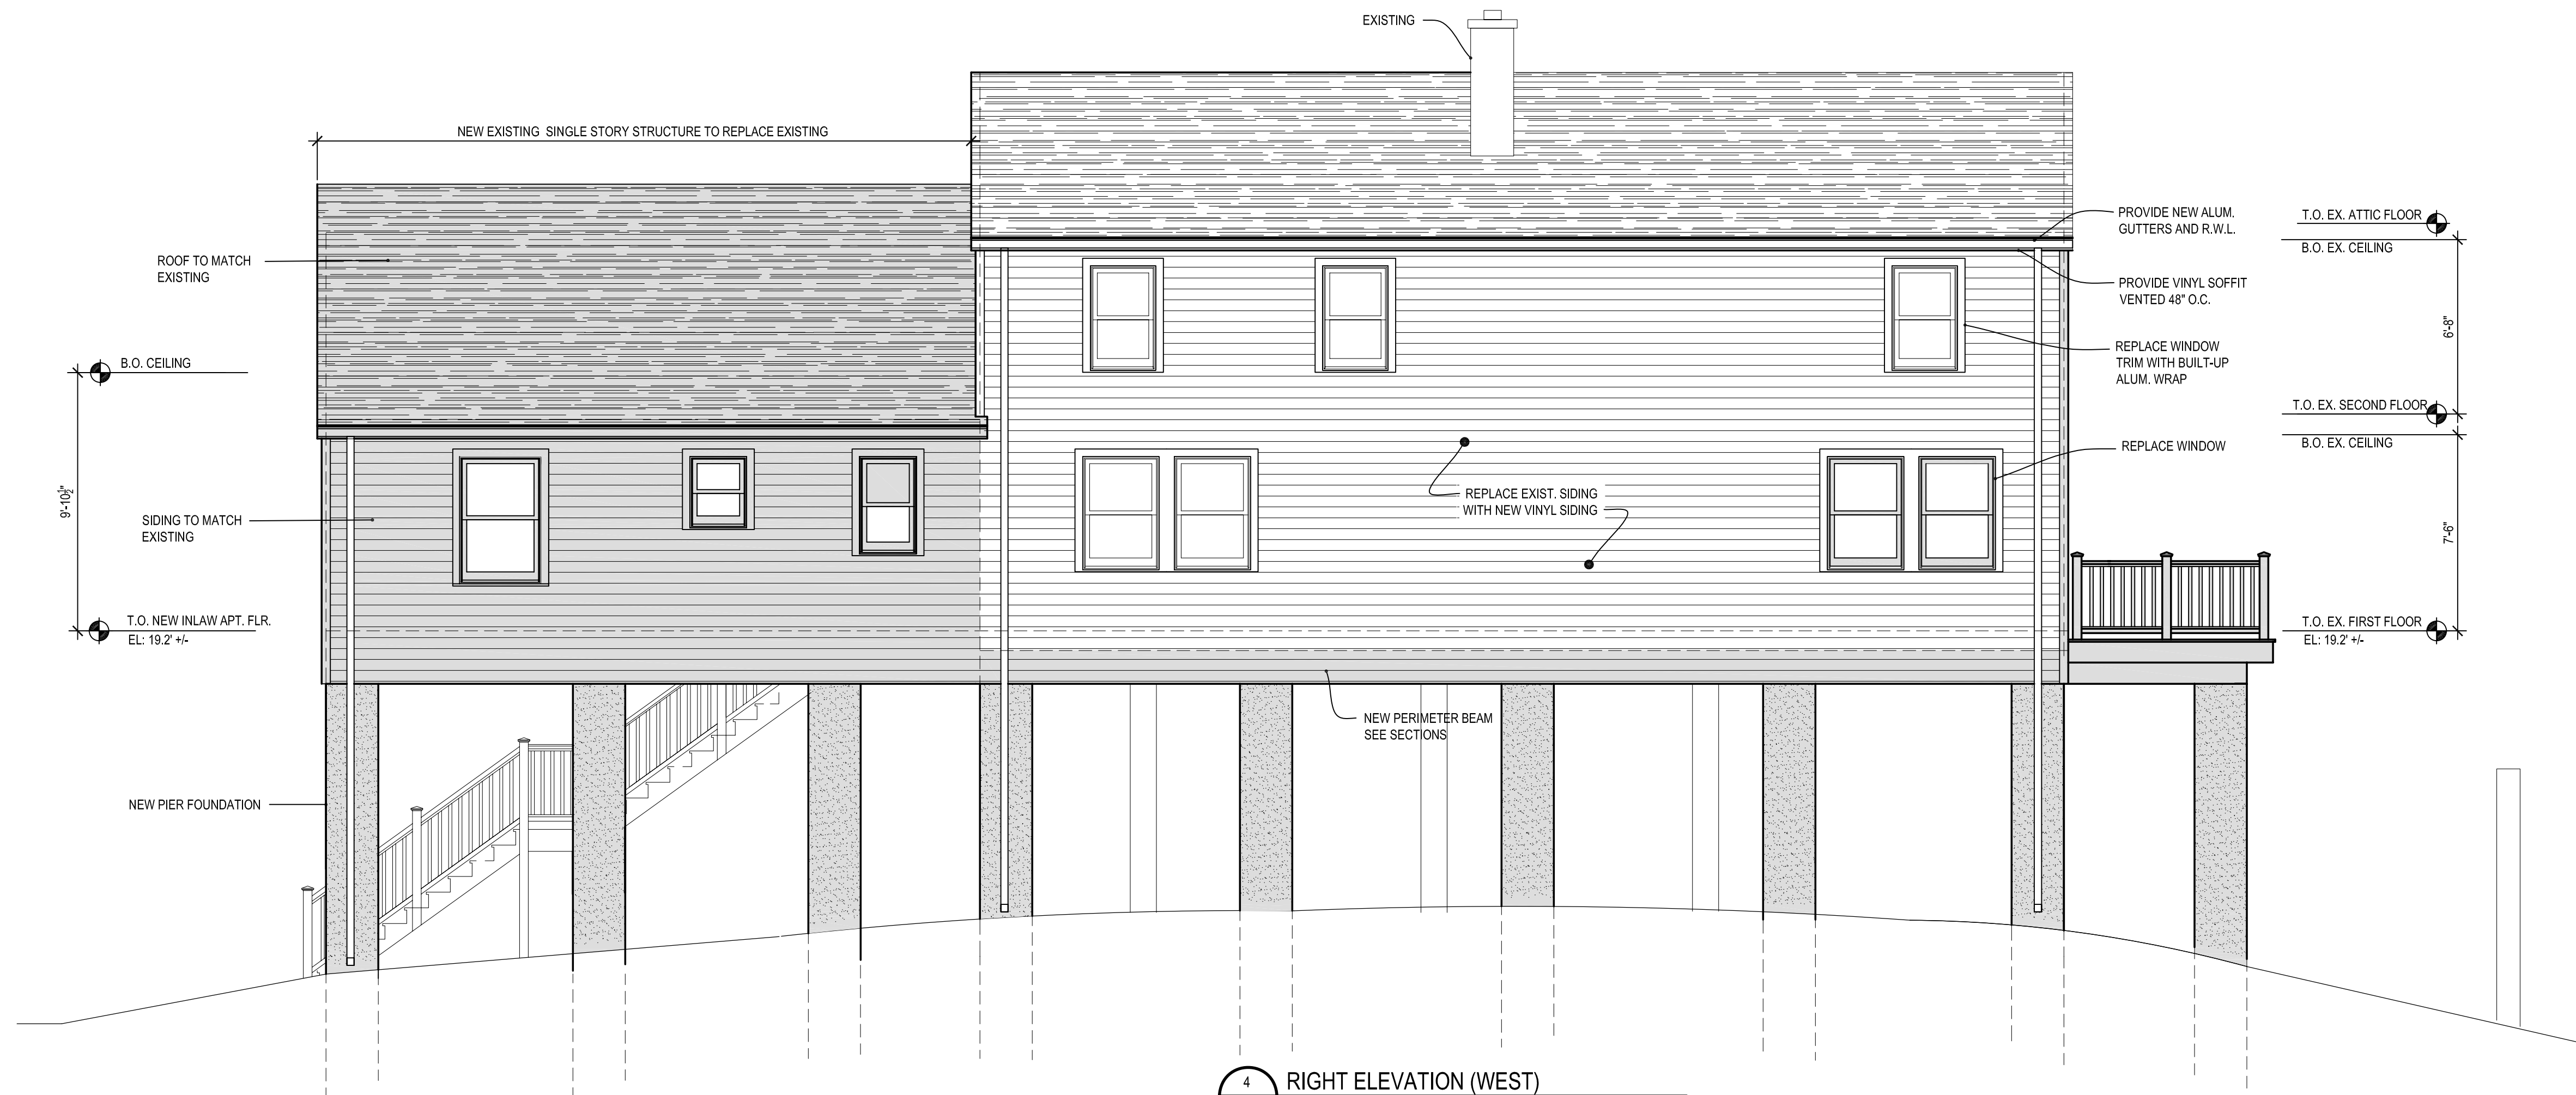 EXISTING
NEW EXISTING  SINGLE STORY STRUCTURE TO REPLACE EXISTING
ROOF TO MATCH
EXISTING
B.O. CEILING
9'-10½"
SIDING TO MATCH
EXISTING
T.O. NEW INLAW APT. FLR.
EL: 19.2' +/-
NEW PIER FOUNDATION
REPLACE EXIST. SIDING
WITH NEW VINYL SIDING
NEW PERIMETER BEAM
SEE SECTIONS
PROVIDE NEW ALUM.
GUTTERS AND R.W.L.
PROVIDE VINYL SOFFIT
VENTED 48" O.C.
REPLACE WINDOW
TRIM WITH BUILT-UP
ALUM. WRAP
REPLACE WINDOW
T.O. EX. ATTIC FLOOR
B.O. EX. CEILING
6'-8"
T.O. EX. SECOND FLOOR
B.O. EX. CEILING
7'-6"
T.O. EX. FIRST FLOOR
EL: 19.2' +/-
4
RIGHT ELEVATION (WEST)